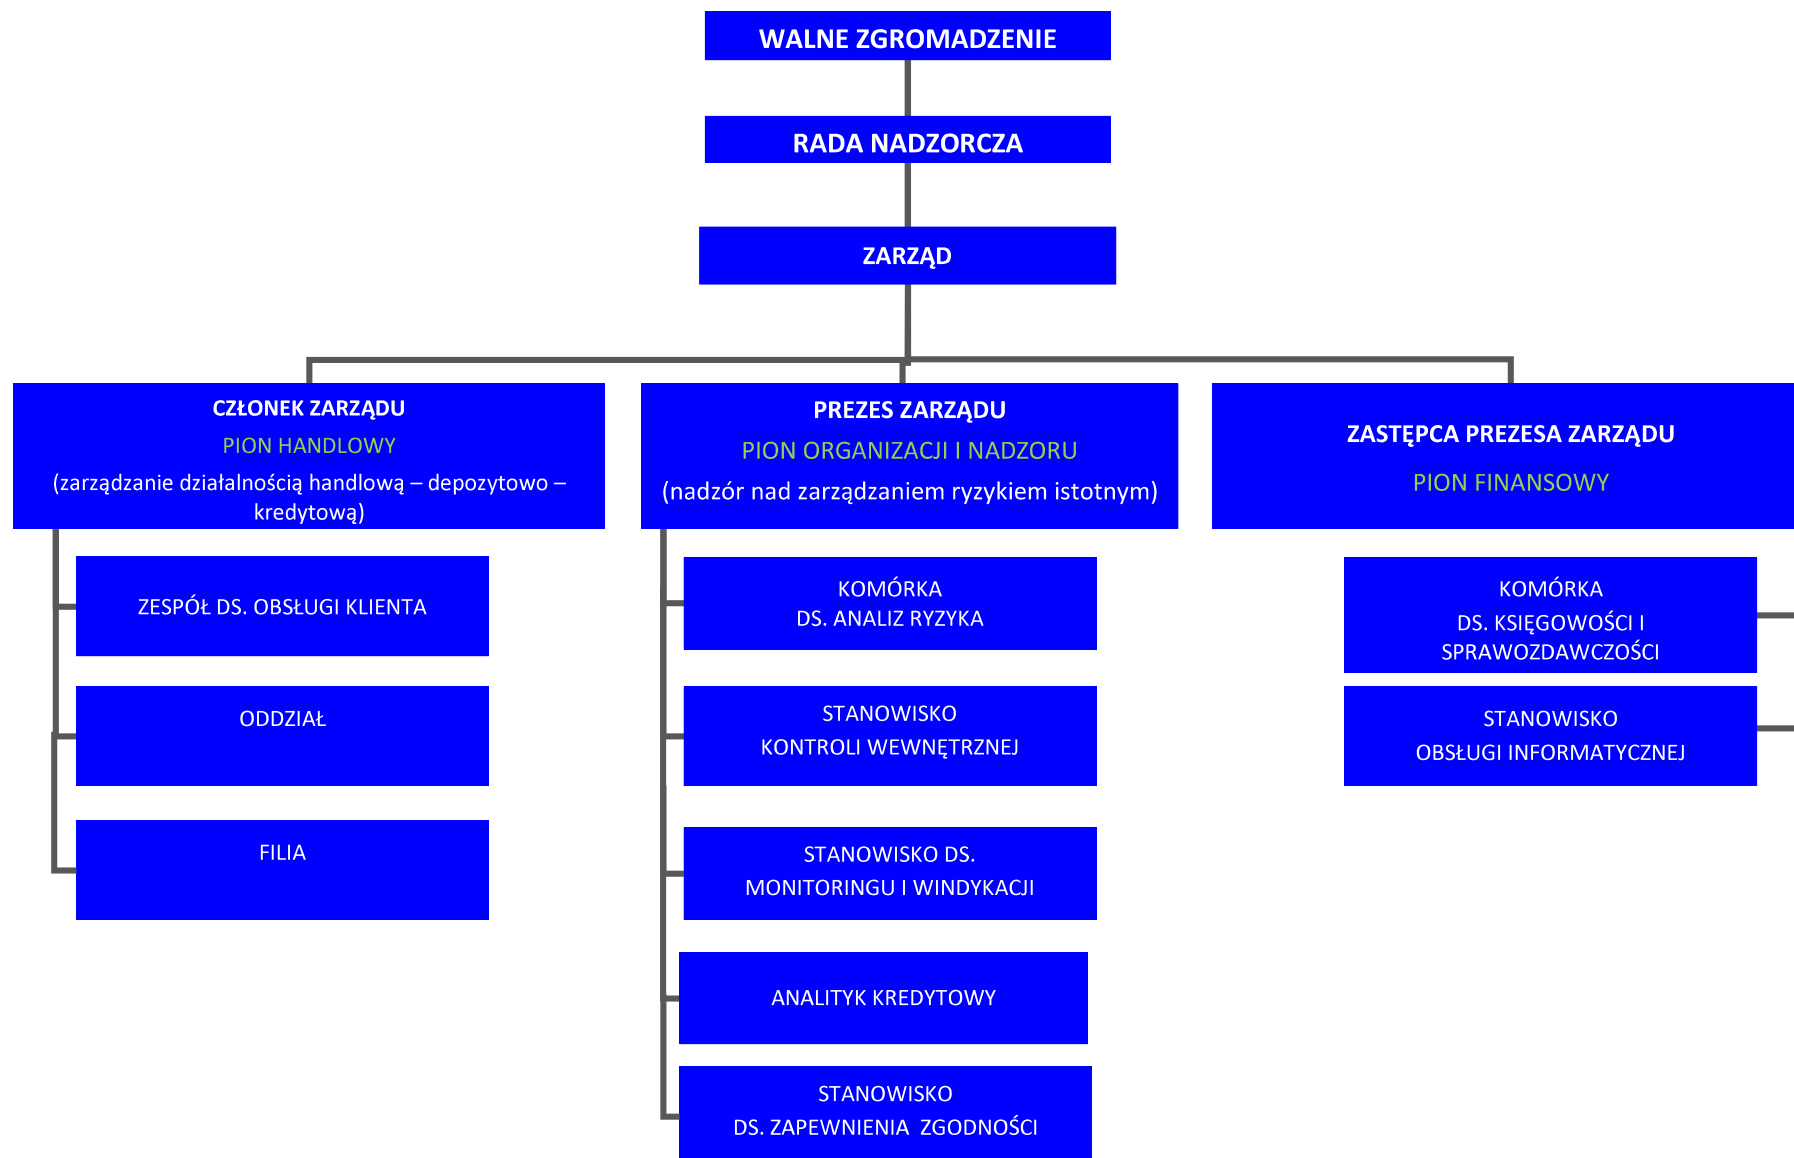 WALNE ZGROMADZENIE
RADA NADZORCZA
ZARZĄD
CZŁONEK ZARZĄDU
PION HANDLOWY
(zarządzanie działalnością handlową – depozytowo –
kredytową)
ZESPÓŁ DS. OBSŁUGI KLIENTA
ODDZIAŁ
FILIA
PREZES ZARZĄDU
PION ORGANIZACJI I NADZORU
(nadzór nad zarządzaniem ryzykiem istotnym)
KOMÓRKA
DS. ANALIZ RYZYKA
STANOWISKO
KONTROLI WEWNĘTRZNEJ
STANOWISKO DS.
MONITORINGU I WINDYKACJI
ANALITYK KREDYTOWY
STANOWISKO
DS. ZAPEWNIENIA  ZGODNOŚCI
ZASTĘPCA PREZESA ZARZĄDU
PION FINANSOWY
KOMÓRKA
DS. KSIĘGOWOŚCI I
SPRAWOZDAWCZOŚCI
STANOWISKO
OBSŁUGI INFORMATYCZNEJ